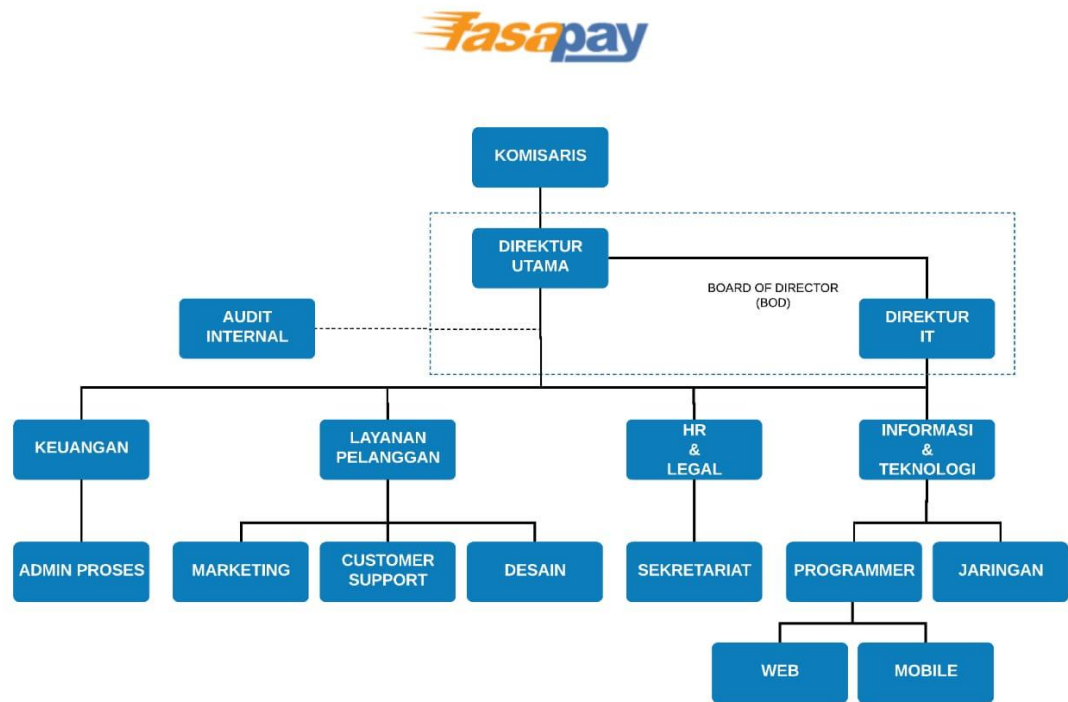 fasapay
KOMISARIS
DIREKTUR
UTAMA
BOARD OF DIRECTOR
(BOD)
AUDIT
INTERNAL
DIREKTUR
IT
KEUANGAN
LAYANAN
PELANGGAN
HR
&
LEGAL
INFORMASI
&
TEKNOLOGI
ADMIN PROSES
MARKETING
CUSTOMER
SUPPORT
DESAIN
SEKRETARIAT
PROGRAMMER
JARINGAN
WEB
MOBILE